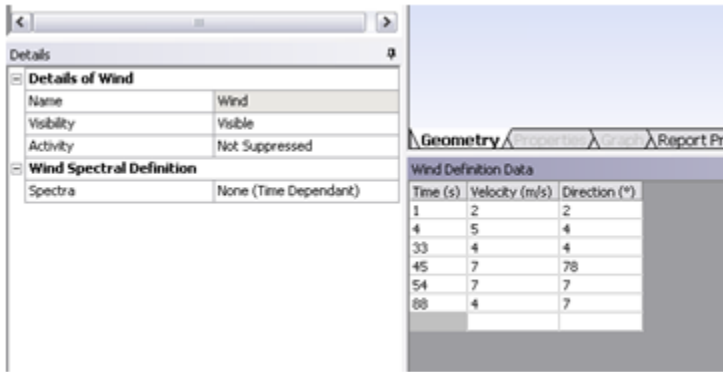 Details
Details of Wind
Name Wind
Visibility Visible
Activity Not Suppressed
Wind Spectral Definition
Spectra None (Time Dependant)
Geometry Properties Graph Report Pr
Wind Definition Data
Time (s) Velocity (m/s) Direction (°)
1 2 2
4 5 4
33 4 4
45 7 78
54 7 7
88 4 7